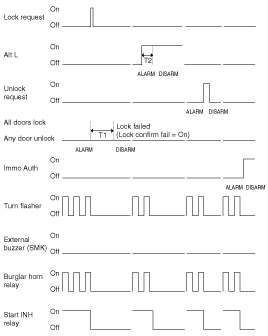 Lock request
On
Off
Alt L
On
Off
T2
ALARM DISARM
Unlock
request
On
Off
ALARM DISARM
All doors lock
Any door unlock
T1
Lock failed
(Lock confirm fail = On)
ALARM DISARM
Immo Auth
On
Off
ALARM DISARM
Turn flasher
On
Off
External
buzzer (SMK)
On
Off
Burglar horn
relay
On
Off
Start INH
relay
On
Off